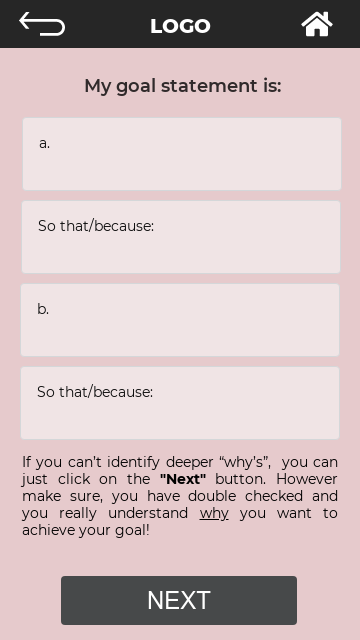 LOGO
My goal statement is:
a.
So that/because:
b.
So that/because:
If you can't identify deeper “why's”, you can
just click on the "Next" button. However
make sure, you have double checked and
you really understand why you want to
achieve your goal!
NEXT